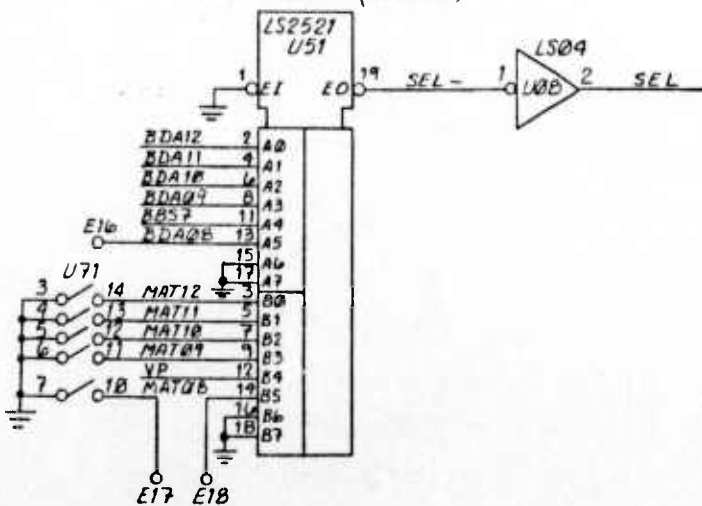 LS2521
U51
1 EI EO 19 SEL - 1 U08 2 SEL
LS04
BDA12 2 A0
BDA11 4 A1
BDA10 6 A2
BDA09 8 A3
BBS7 11 A4
E16 BDA08 13 A5
15 A6
17 A7
U71
3 14 MAT12 3 B0
4 13 MAT11 5 B1
5 12 MAT10 7 B2
6 11 MAT09 9 B3
VP 12 B4
7 10 MAT08 14 B5
16 B6
18 B7
E17 E18